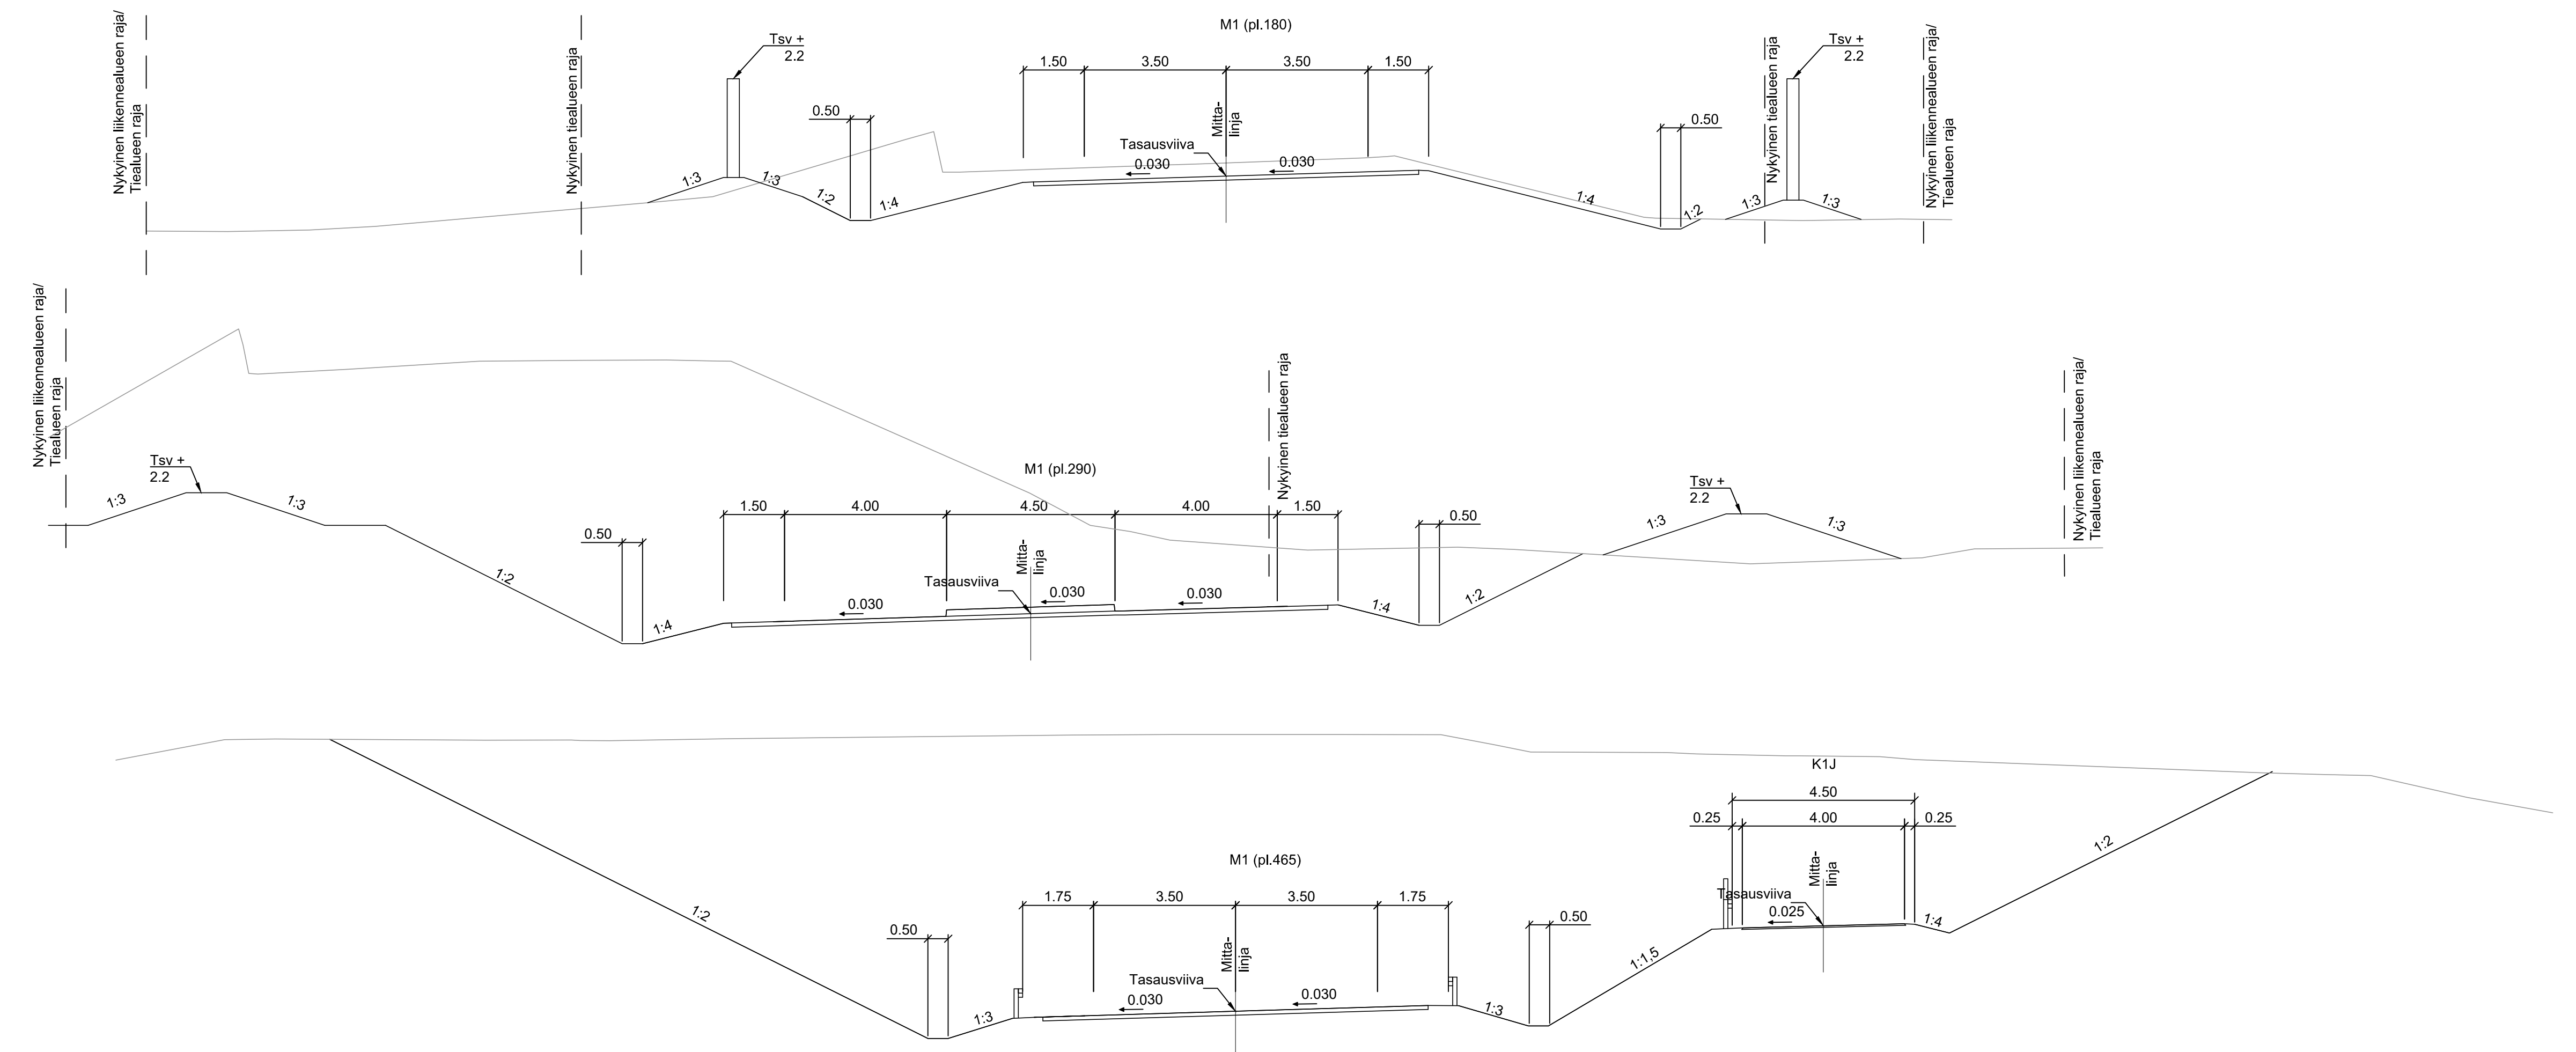 M1 (pl.180)
Nykyinen liikennealueen raja/
Tiealueen raja
Nykyinen tiealueen raja
Tsv +
2.2
1.50
3.50
3.50
1.50
0.50
Mitta-
linja
Tasausviiva
0.030
0.030
1:3
1:3
1:2
1:4
1:4
0.50
1:2
Nykyinen tiealueen raja
Tsv +
2.2
1:3
1:3
Nykyinen liikennealueen raja/
Tiealueen raja
Nykyinen liikennealueen raja/
Tiealueen raja
Tsv +
2.2
1:3
1:3
1:2
0.50
1:4
M1 (pl.290)
1.50
4.00
4.50
4.00
1.50
Mitta-
linja
Tasausviiva
0.030
0.030
0.030
Nykyinen tiealueen raja
1:4
0.50
1:2
Tsv +
2.2
1:3
1:3
Nykyinen liikennealueen raja/
Tiealueen raja
1:2
0.50
1:3
M1 (pl.465)
1.75
3.50
3.50
1.75
Mitta-
linja
Tasausviiva
0.030
0.030
1:3
0.50
1:1,5
K1J
4.50
0.25
4.00
0.25
Mitta-
linja
Tasausviiva
0.025
1:4
1:2